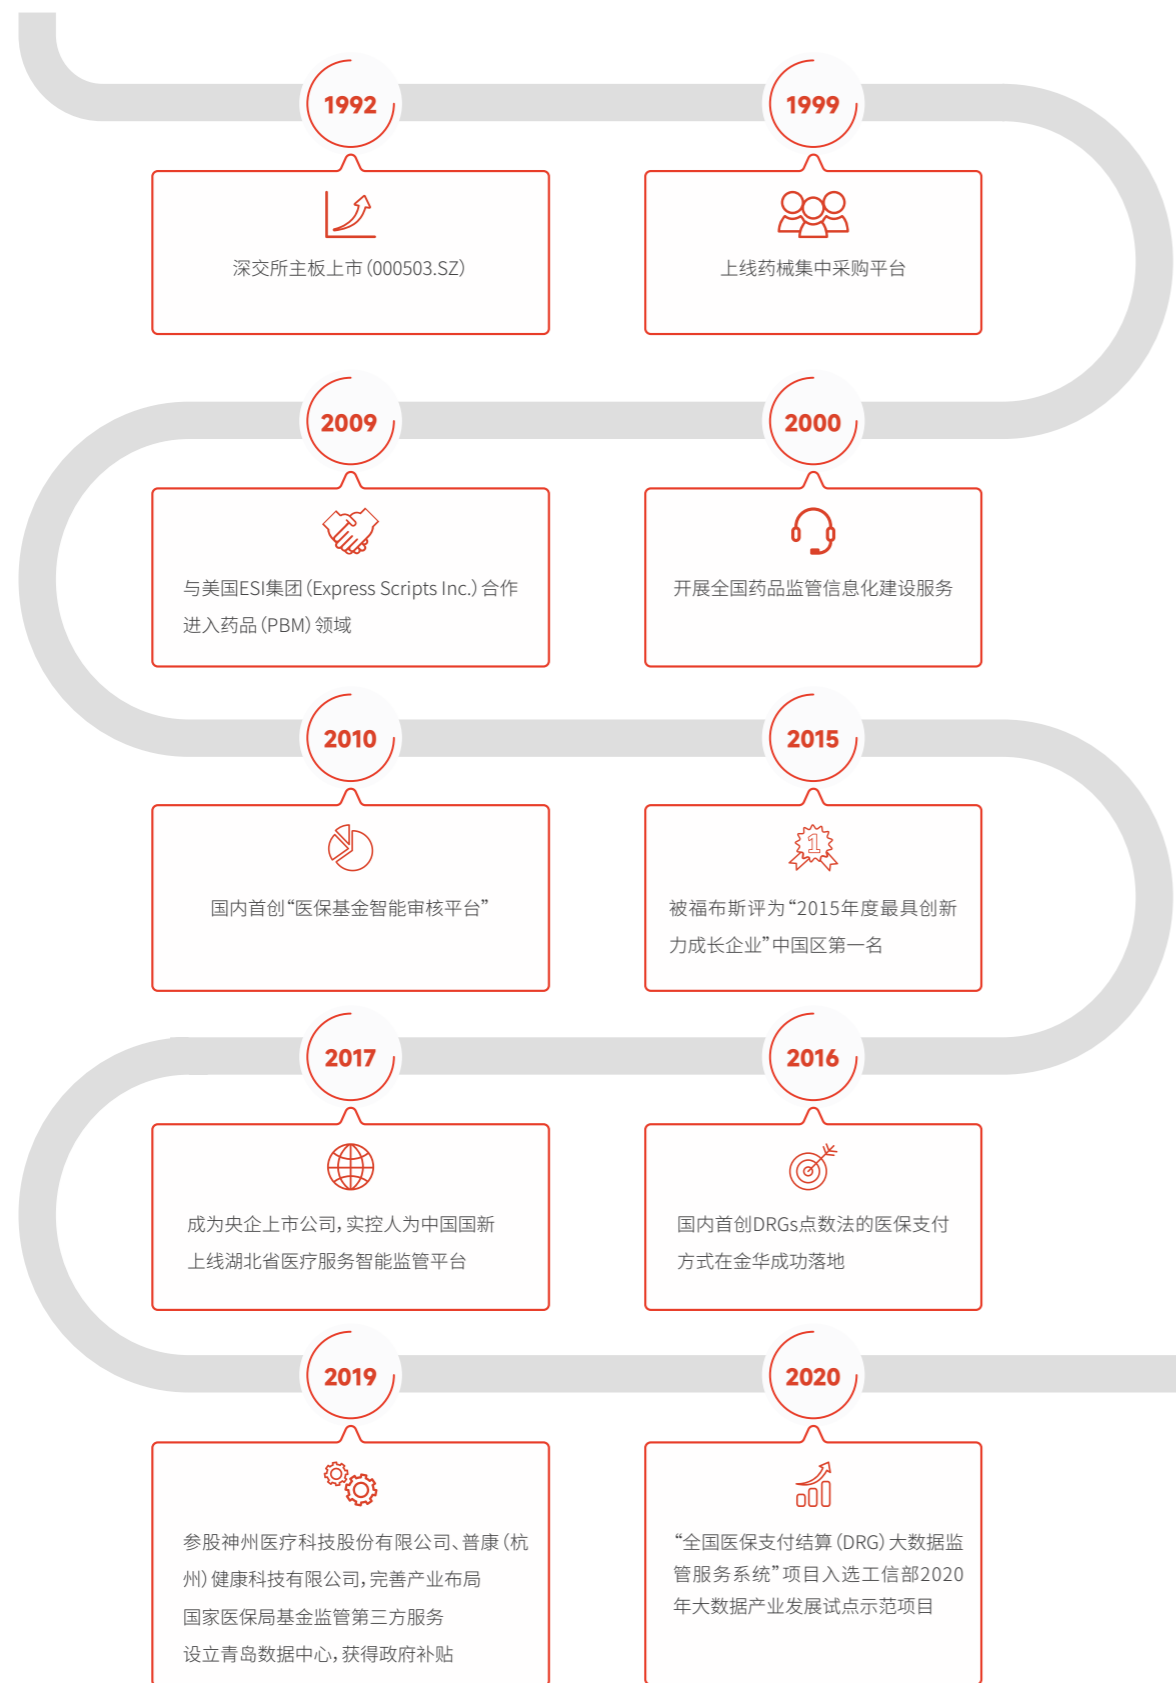 1992
深交所主板上市（000503.SZ）
1999
上线药械集中采购平台
2000
开展全国药品监管信息化建设服务
2009
与美国ESI集团（Express Scripts Inc.）合作
进入药品（PBM）领域
2010
国内首创“医保基金智能审核平台”
2015
1
被福布斯评为“2015年度最具创新
力成长企业”中国区第一名
2016
国内首创DRGs点数法的医保支付
方式在金华成功落地
2017
成为央企上市公司，实控人为中国国新
上线湖北省医疗服务智能监管平台
2019
参股神州医疗科技股份有限公司、普康（杭
州）健康科技有限公司，完善产业布局
国家医保局基金监管第三方服务
设立青岛数据中心，获得政府补贴
2020
“全国医保支付结算（DRG）大数据监
管服务系统”项目入选工信部2020
年大数据产业发展试点示范项目